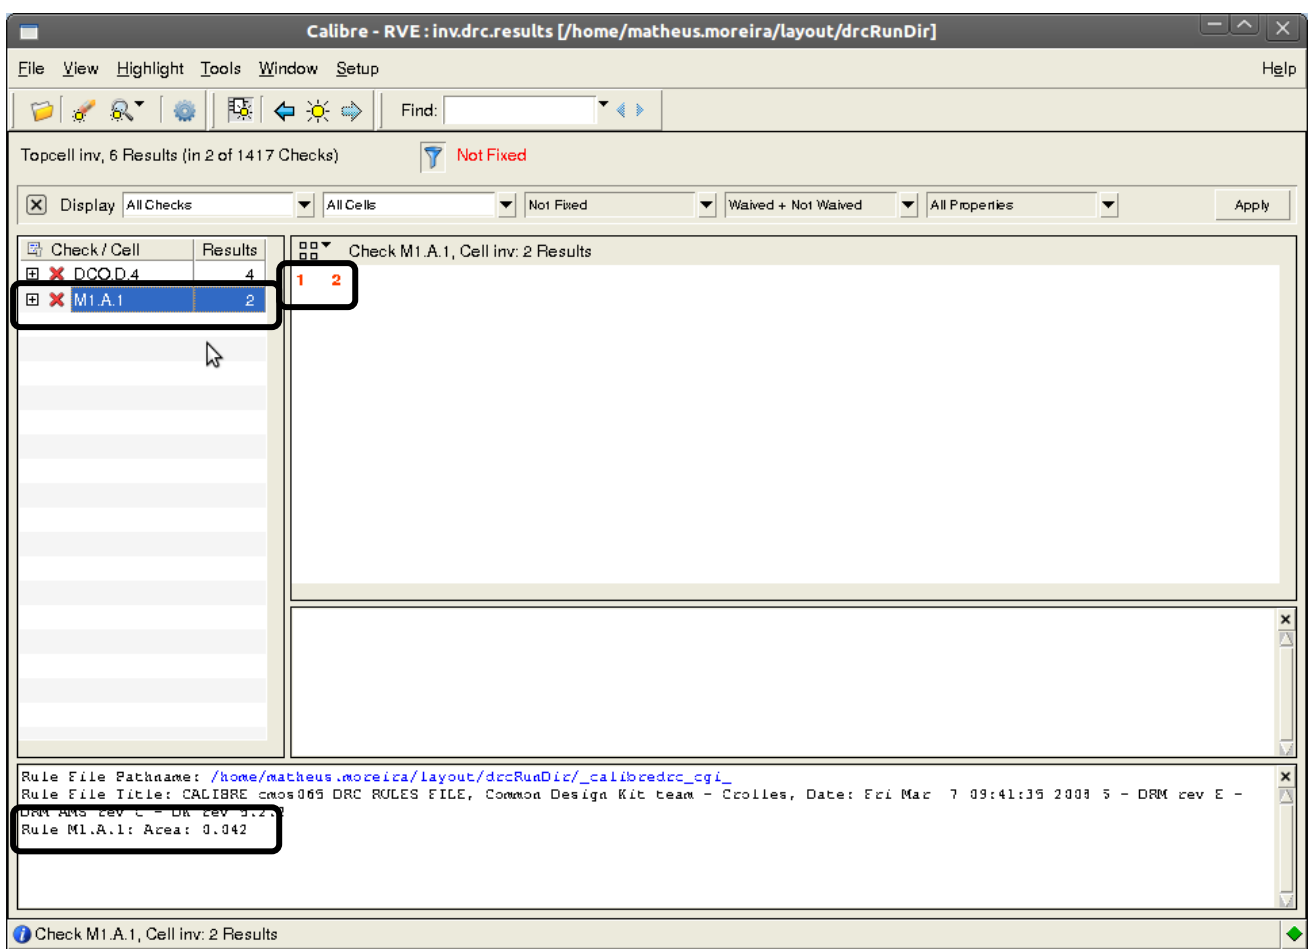 Calibre - RVE : inv.drc.results [/home/matheus.moreira/layout/drcRunDir]
File View Highlight Tools Window Setup Help
Find:
Topcell inv, 6 Results (in 2 of 1417 Checks) Not Fixed
Display All Checks All Cells Not Fixed Waived + Not Waived All Properties Apply
Check / Cell Results
Check M1.A.1, Cell inv: 2 Results
DCO.D.4 4
1 2
M1.A.1 2
Rule File Pathname: /home/matheus.moreira/layout/drcRunDir/_calibredrc_cgi_
Rule File Title: CALIBRE cmos065 DRC RULES FILE, Common Design Kit team - Crolles, Date: Fri Mar 7 09:41:35 2008 5 - DRM rev E -
DRM AMS rev C - DK rev
Rule M1.A.1: Area: 0.042
Check M1.A.1, Cell inv: 2 Results